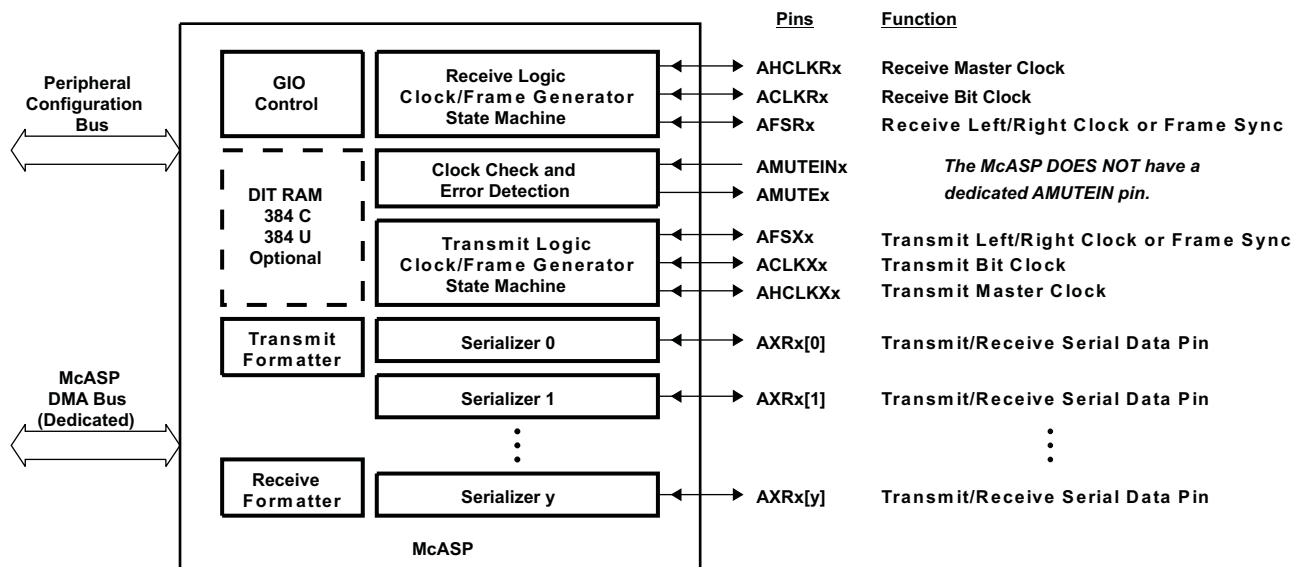 Pins Function
Peripheral
Configuration
Bus
GIO
Control
Receive Logic
Clock/Frame Generator
State Machine
AHCLKRx Receive Master Clock
ACLKRx Receive Bit Clock
AFSRx Receive Left/Right Clock or Frame Sync
DIT RAM
384 C
384 U
Optional
Clock Check and
Error Detection
AMUTEINx
AMUTEx
The McASP DOES NOT have a
dedicated AMUTEIN pin.
Transmit Logic
Clock/Frame Generator
State Machine
AFSXx Transmit Left/Right Clock or Frame Sync
ACLKXx Transmit Bit Clock
AHCLKXx Transmit Master Clock
Transmit
Formatter
Serializer 0
AXRx[0] Transmit/Receive Serial Data Pin
McASP
DMA Bus
(Dedicated)
Serializer 1
AXRx[1] Transmit/Receive Serial Data Pin
Receive
Formatter
Serializer y
AXRx[y] Transmit/Receive Serial Data Pin
McASP